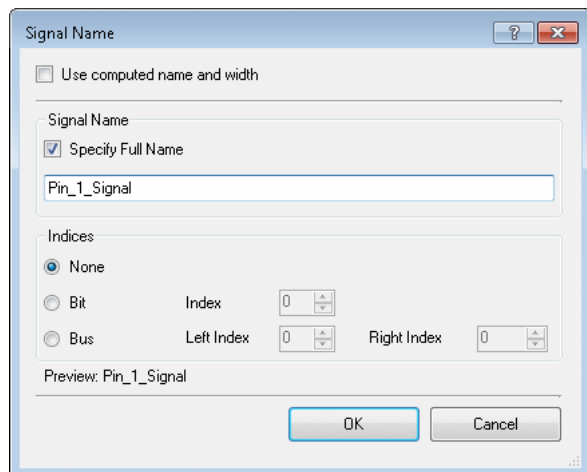 Signal Name
Use computed name and width
Signal Name
Specify Full Name
Pin_1_Signal
Indices
None
Bit Index 0
Bus Left Index 0 Right Index 0
Preview: Pin_1_Signal
OK Cancel